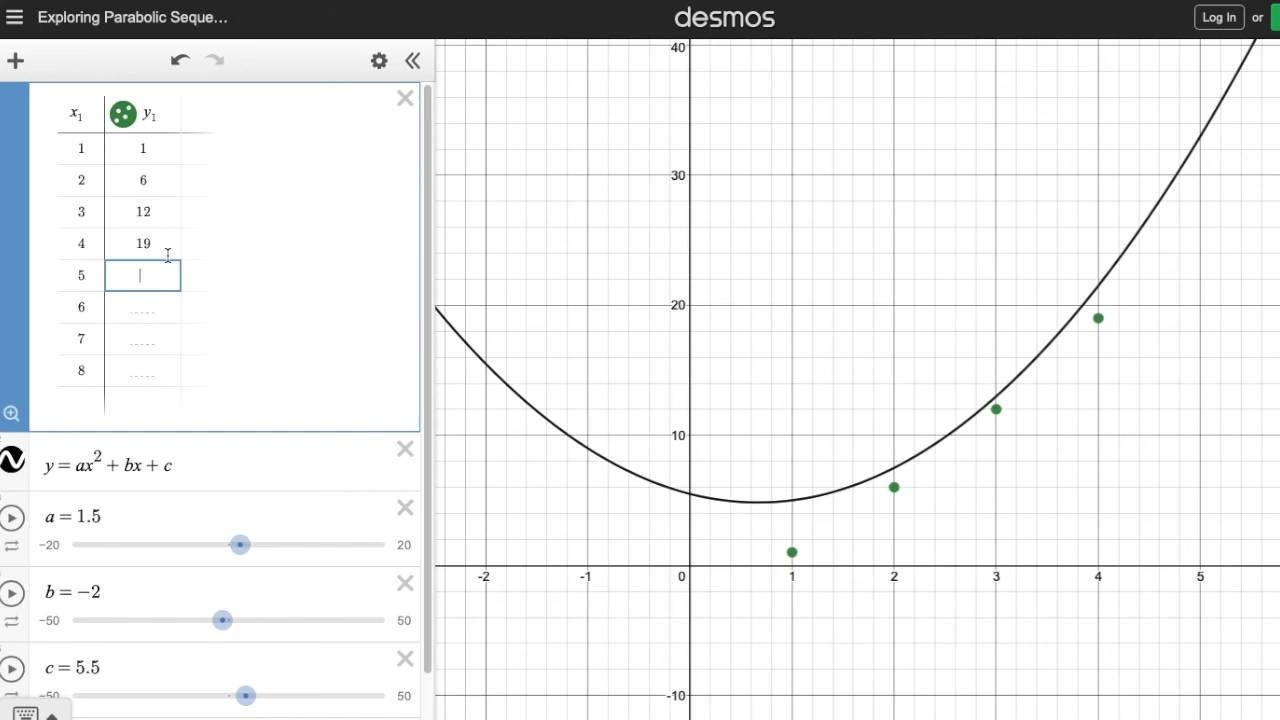 Exploring Parabolic Seque...
desmos
Log In or
x₁ y₁
1 1
2 6
3 12
4 19
5
6
7
8
y = ax² + bx + c
a = 1.5
-20 20
b = −2
-50 50
c = 5.5
-50 50
40
30
20
10
-2 -1 0 1 2 3 4 5
-10